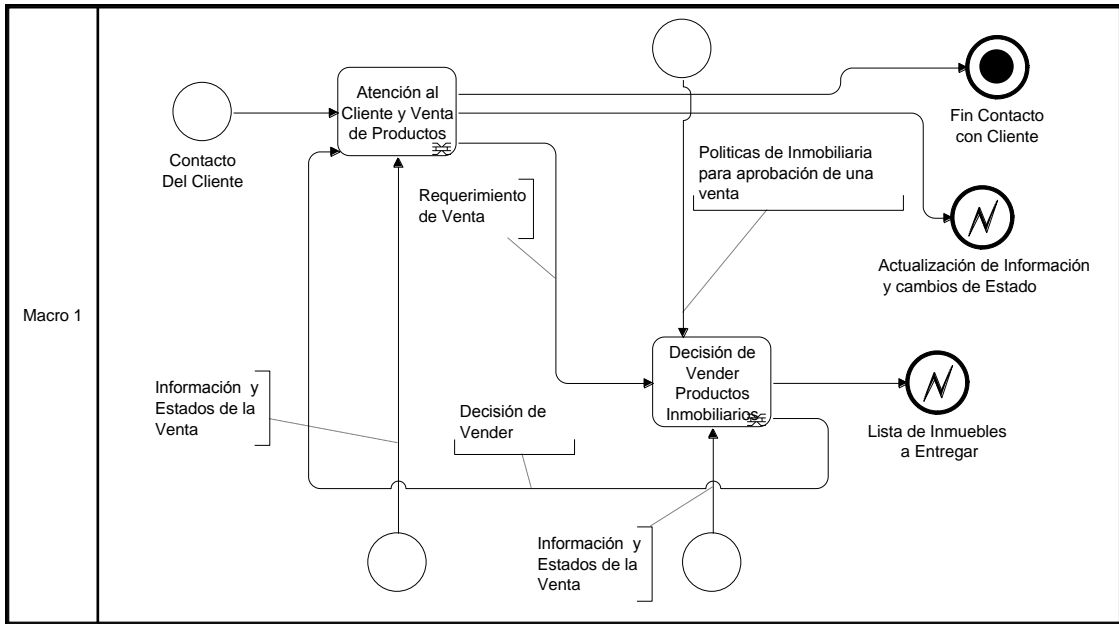 Macro 1
Contacto
Del Cliente
Atención al
Cliente y Venta
de Productos
Fin Contacto
con Cliente
Politicas de Inmobiliaria
para aprobación de una
venta
Requerimiento
de Venta
Actualización de Información
y cambios de Estado
Decisión de
Vender
Productos
Inmobiliarios
Lista de Inmuebles
a Entregar
Información y
Estados de la
Venta
Decisión de
Vender
Información y
Estados de la
Venta